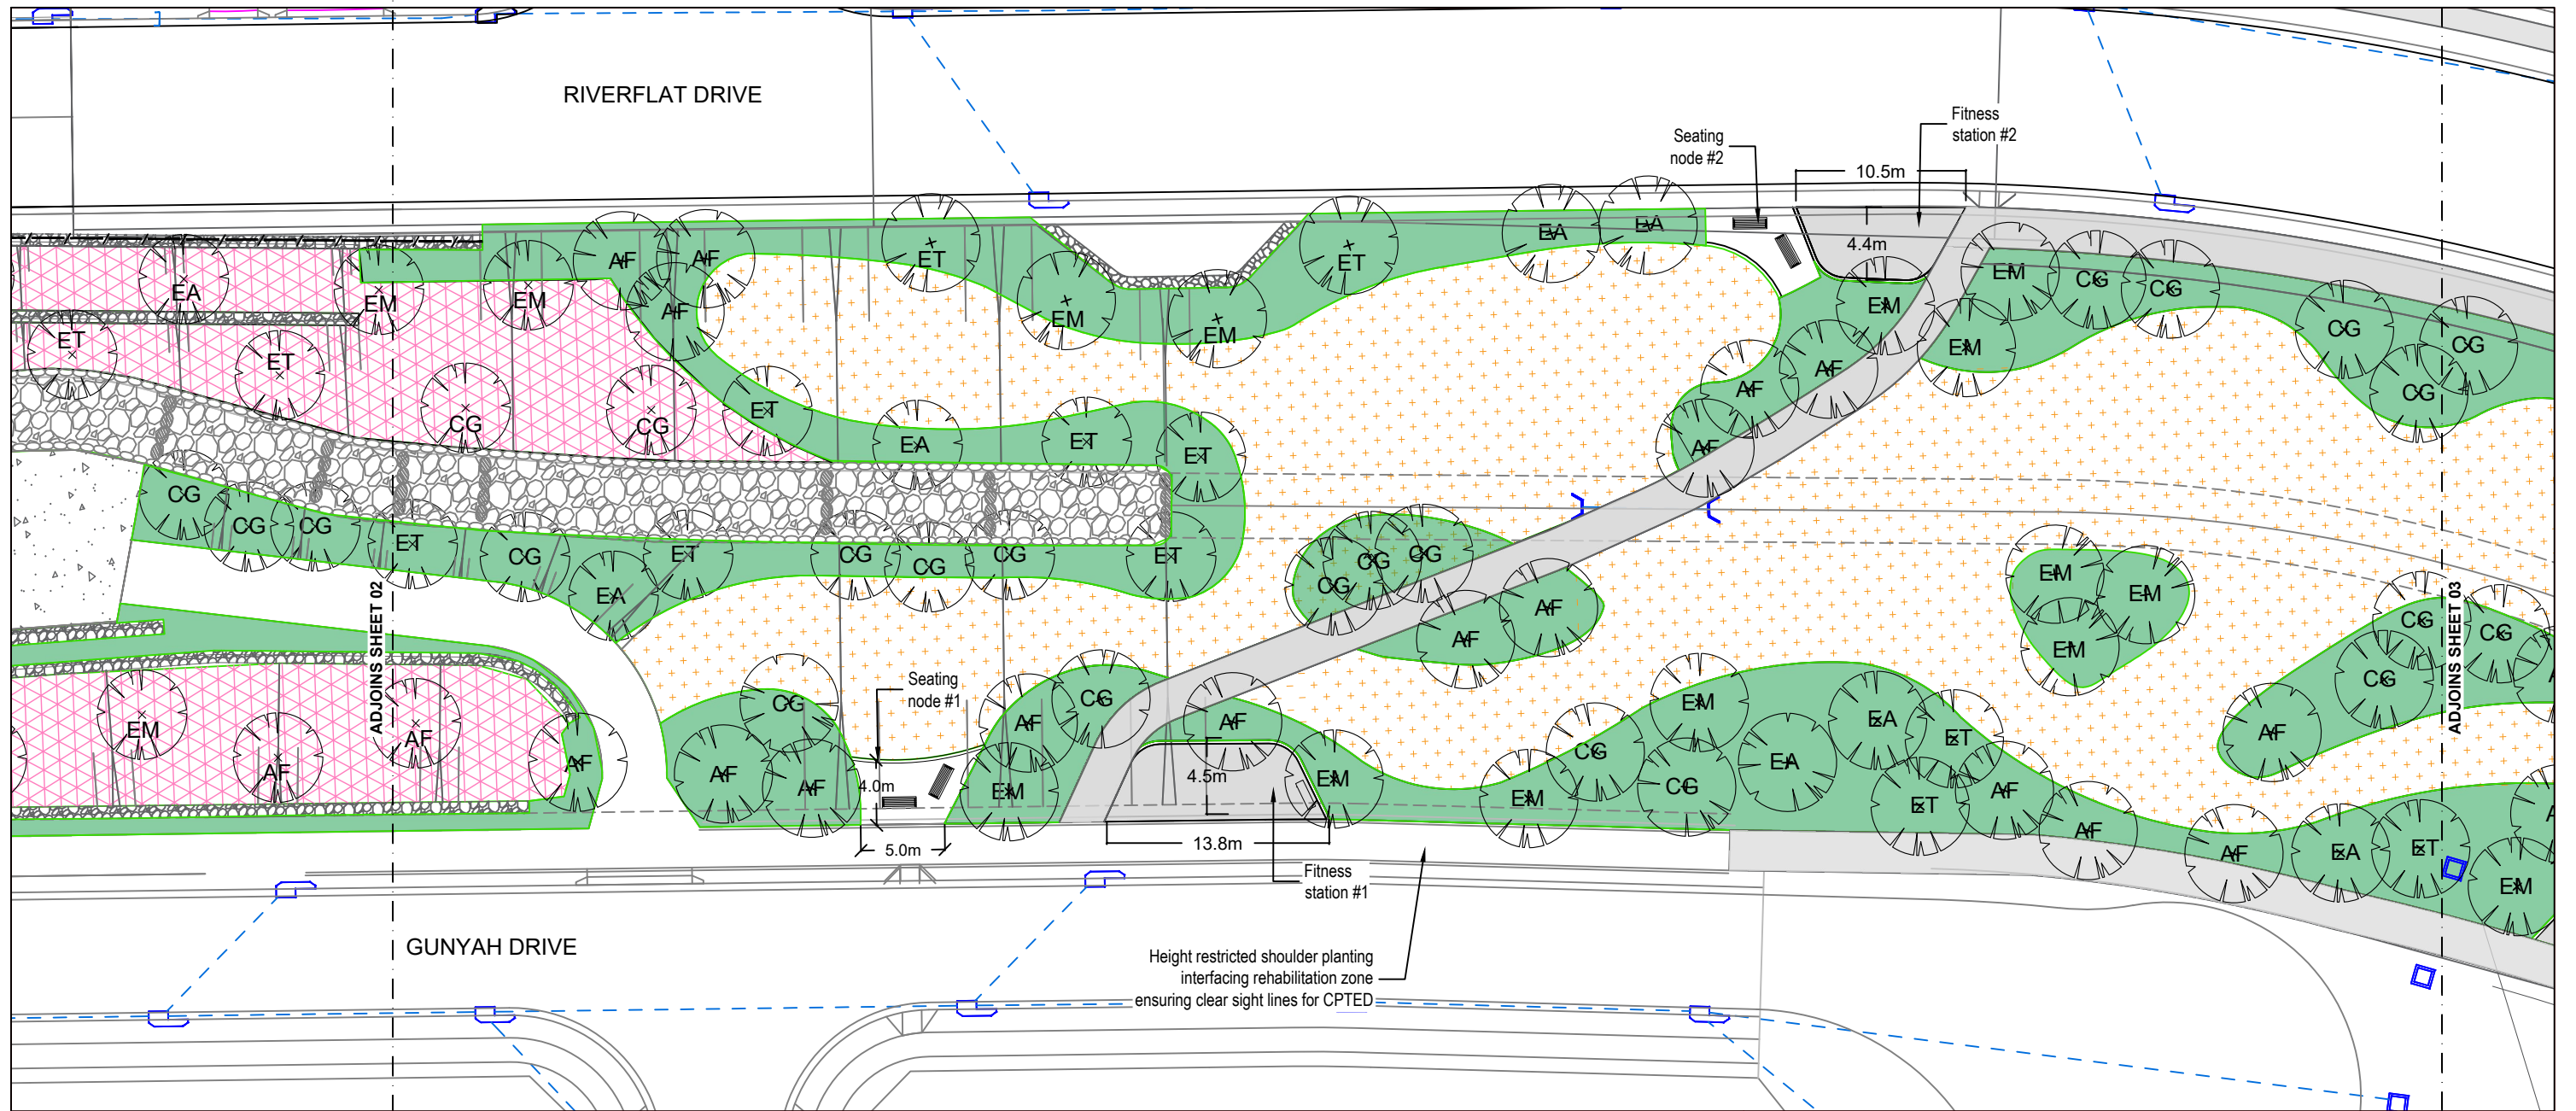 RIVERFLAT DRIVE
Fitness
station #2
Seating
node #2
10.5m
4.4m
EA
EA
AF
AF
ET
ET
EM
CG
CG
EA
EM
EM
AF
EM
EM
EM
CG
CG
ET
ET
EM
AF
CG
CG
AF
CG
CG
ET
EA
ET
ET
AF
CG
CG
CG
ET
CG
ET
CG
CG
CG
ET
CG
CG
CG
EA
AF
AF
EM
EM
EM
CG
CG
CG
ADJOINS SHEET 02
ADJOINS SHEET 03
Seating
node #1
EM
AF
AF
AF
CG
AF
AF
AF
CG
EM
AF
EM
4.0m
4.5m
5.0m
13.8m
EM
CG
EM
CG
EA
EA
ET
ET
AF
AF
AF
AF
EA
ET
EM
Fitness
station #1
GUNYAH DRIVE
Height restricted shoulder planting
interfacing rehabilitation zone
ensuring clear sight lines for CPTED